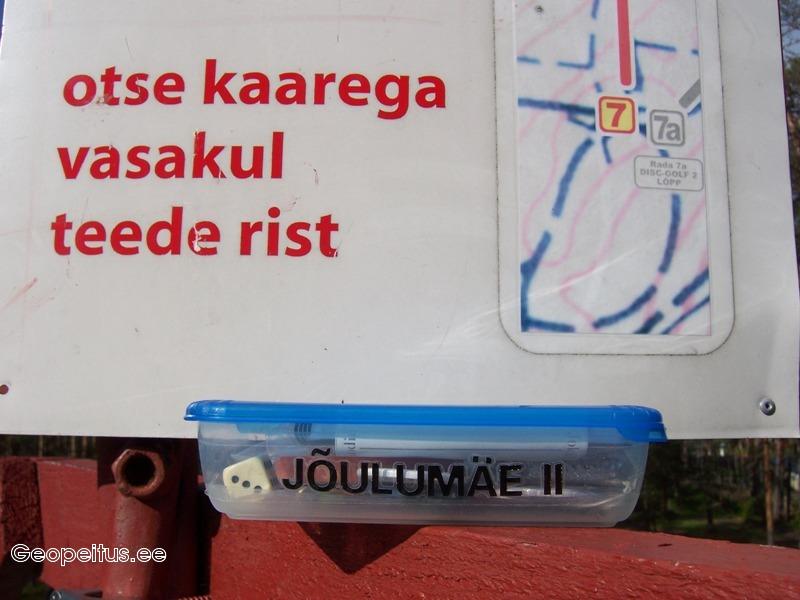 otse kaarega
vasakul
teede rist
7
7a
Rada 7a
DISC-GOLF 2
LÕPP
JÕULUMÄE II
Geopeitus.ee